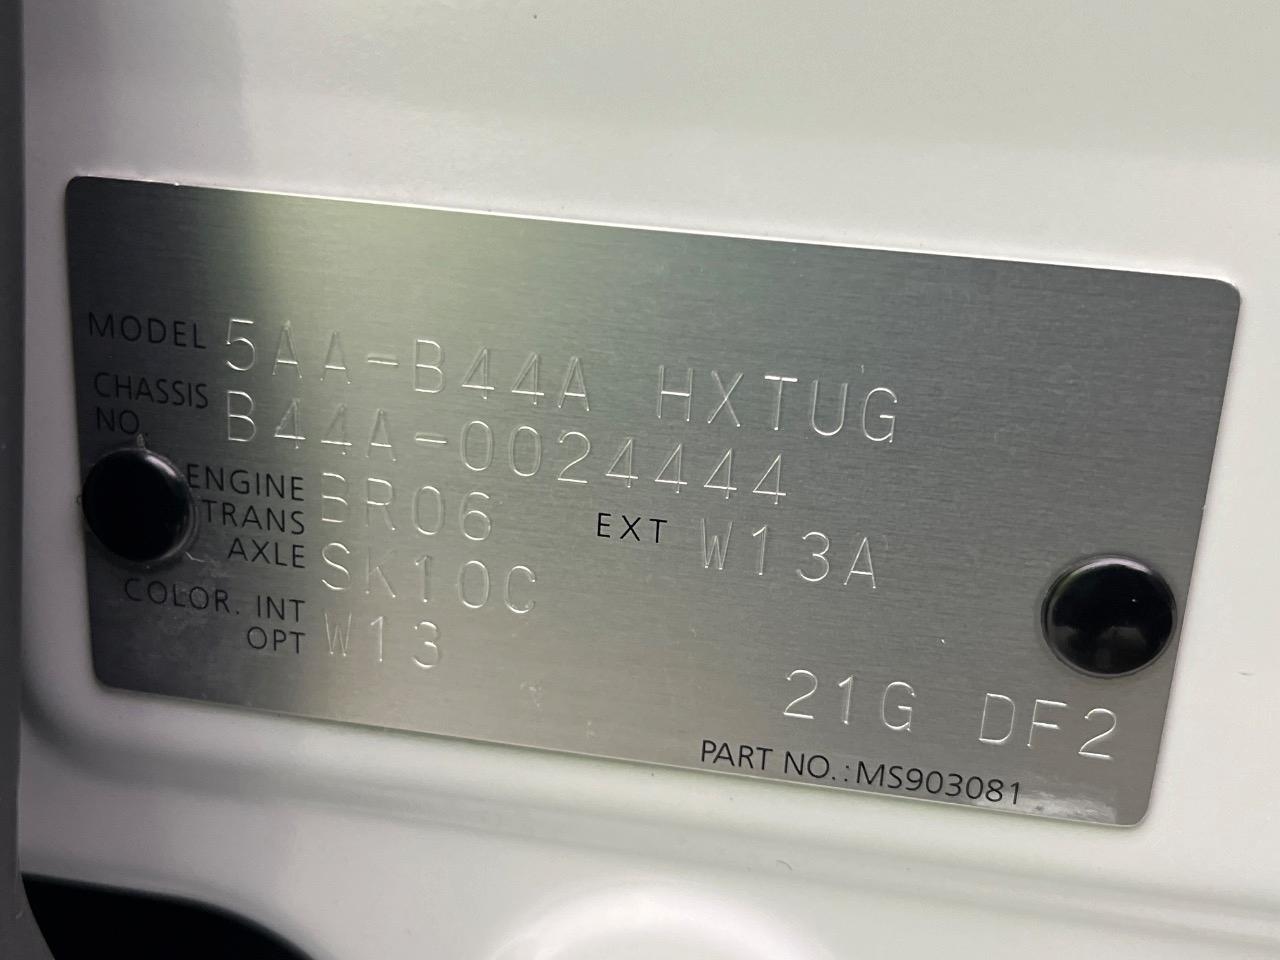 MODEL 5AA-B44A HXTUG
CHASSIS NO. B44A-0024444
ENGINE BR06 EXT W13A
TRANS AXLE SK10C
COLOR. INT W13
OPT
21G DF2
PART NO.:MS903081